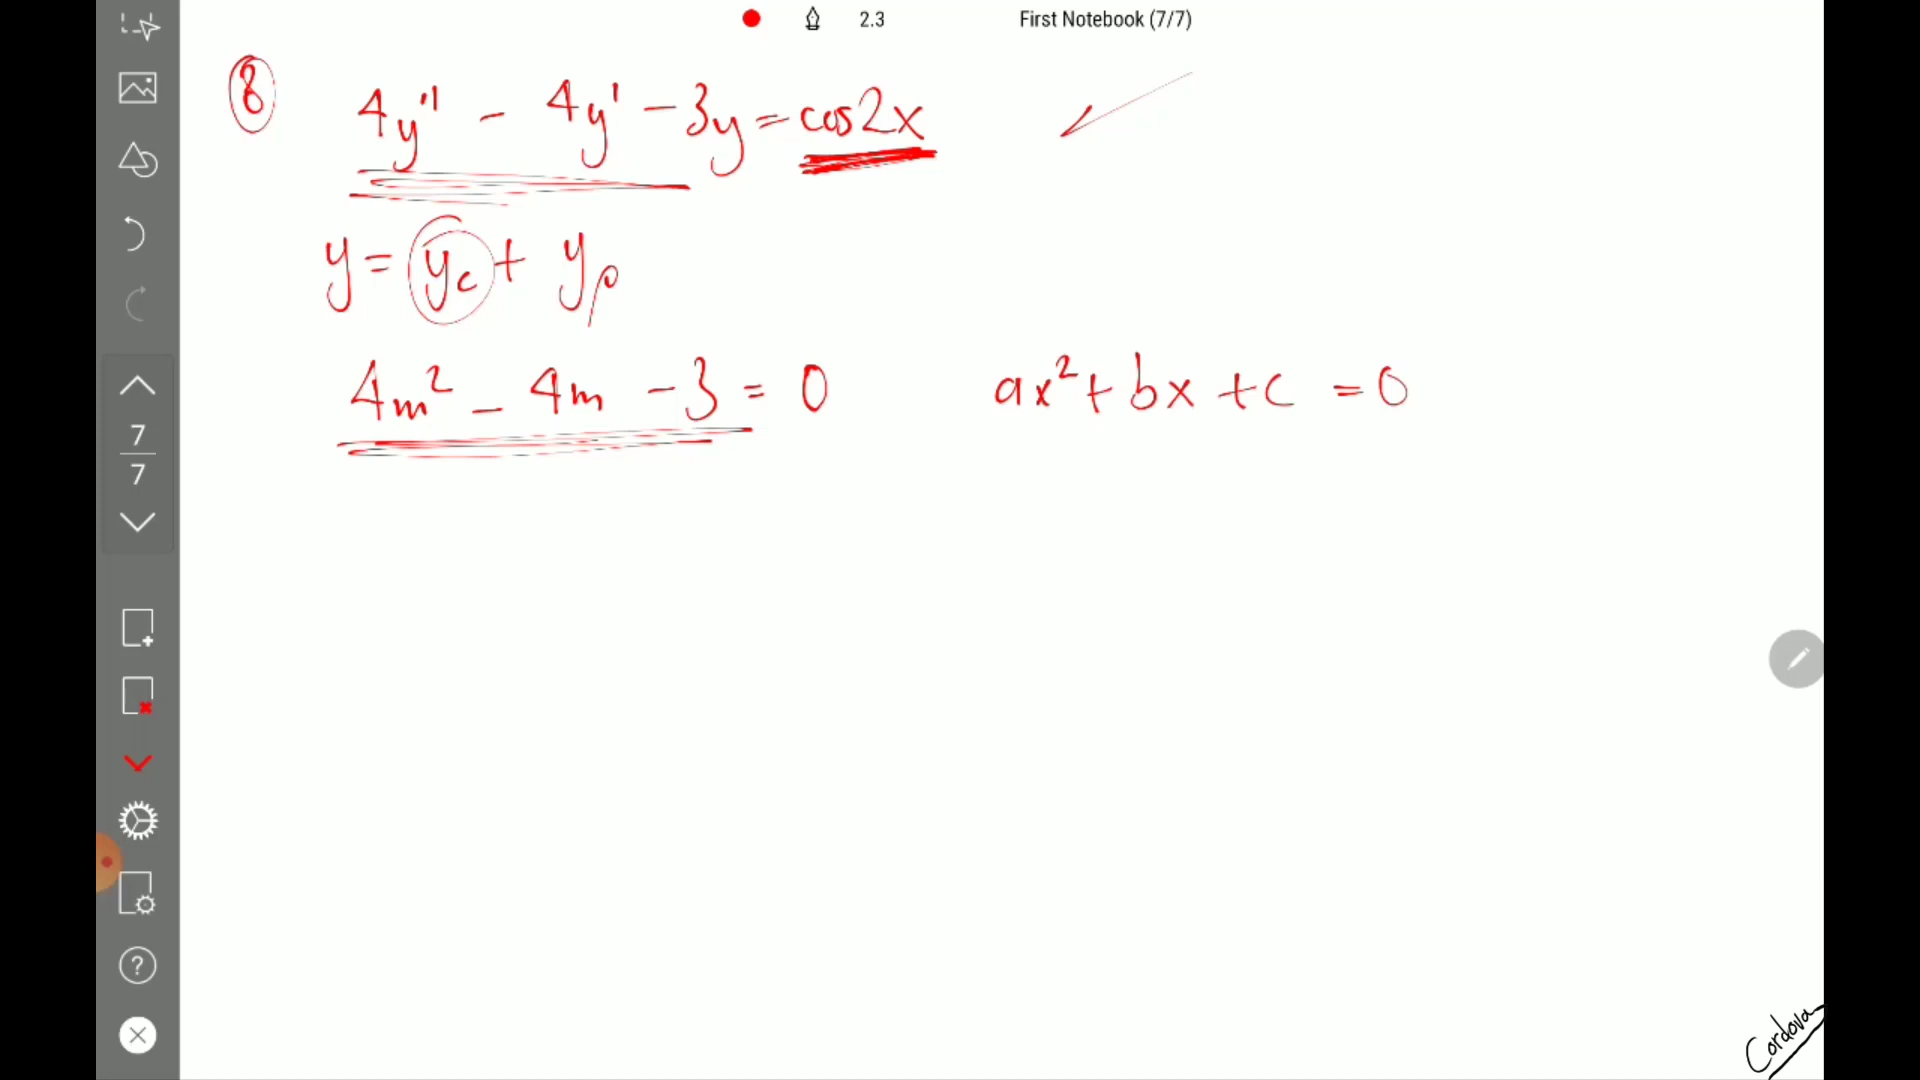 2.3 First Notebook (7/7)
8 4y'' - 4y' - 3y = cos2x
y = yc + yp
4m² - 4m - 3 = 0 ax² + bx + c = 0
7
7
?
Cordova